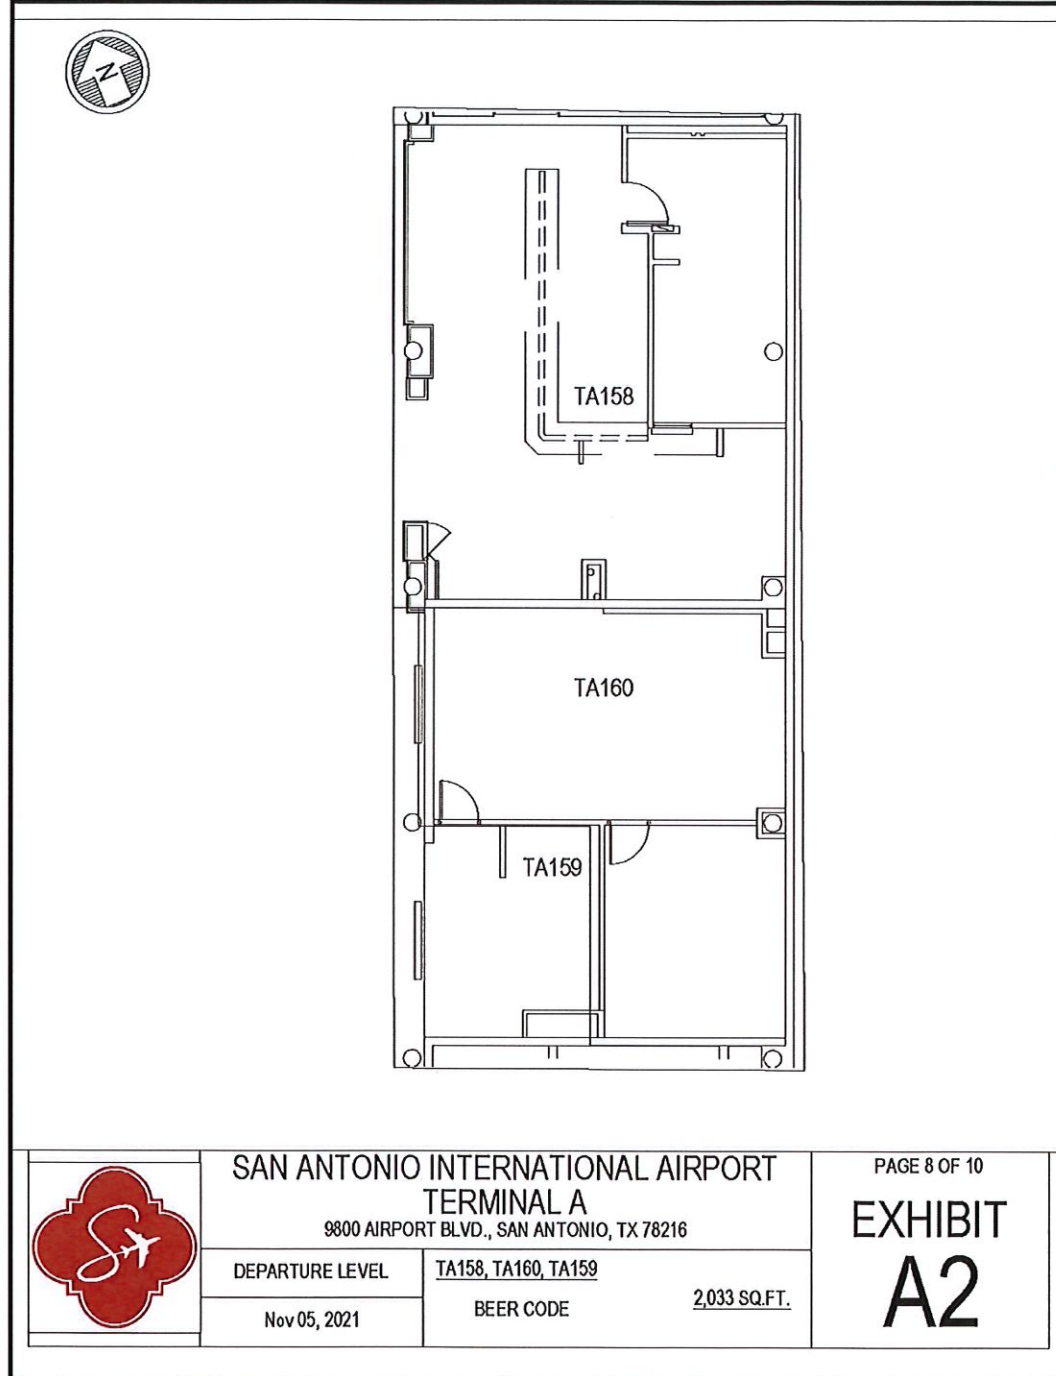 N
TA158
TA160
TA159
SAN ANTONIO INTERNATIONAL AIRPORT
TERMINAL A
9800 AIRPORT BLVD., SAN ANTONIO, TX 78216
DEPARTURE LEVEL
Nov 05, 2021
TA158, TA160, TA159
BEER CODE
2,033 SQ.FT.
PAGE 8 OF 10
EXHIBIT
A2